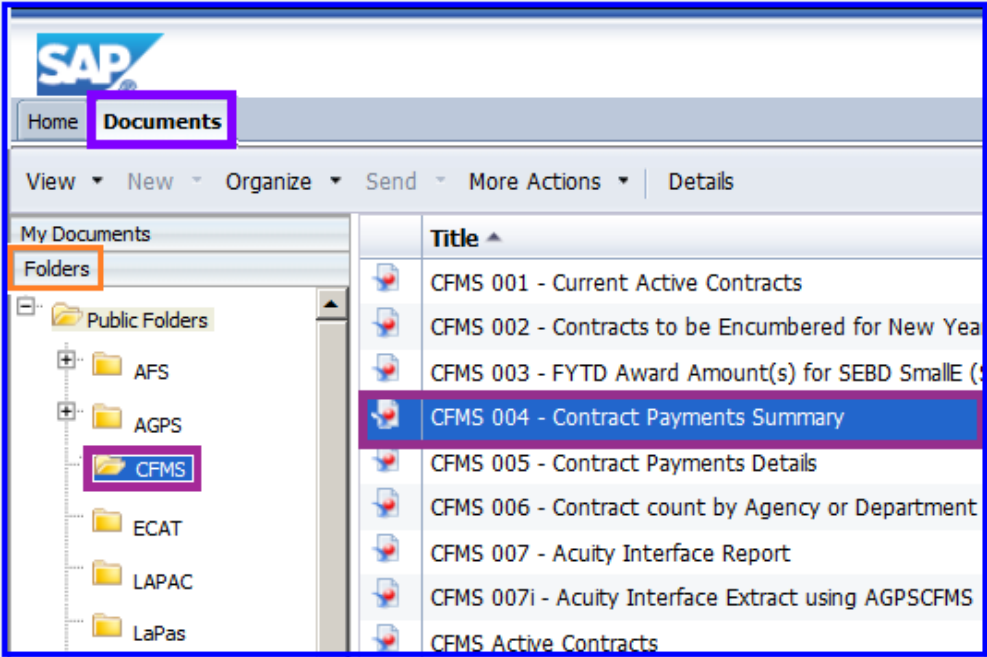 SAP
Home Documents
View New Organize Send More Actions Details
My Documents
Folders
Public Folders
AFS
AGPS
CFMS
ECAT
LAPAC
LaPas
Title
CFMS 001 - Current Active Contracts
CFMS 002 - Contracts to be Encumbered for New Yea
CFMS 003 - FYTD Award Amount(s) for SEBD SmallE (
CFMS 004 - Contract Payments Summary
CFMS 005 - Contract Payments Details
CFMS 006 - Contract count by Agency or Department
CFMS 007 - Acuity Interface Report
CFMS 007i - Acuity Interface Extract using AGPSCFMS
CFMS Active Contracts